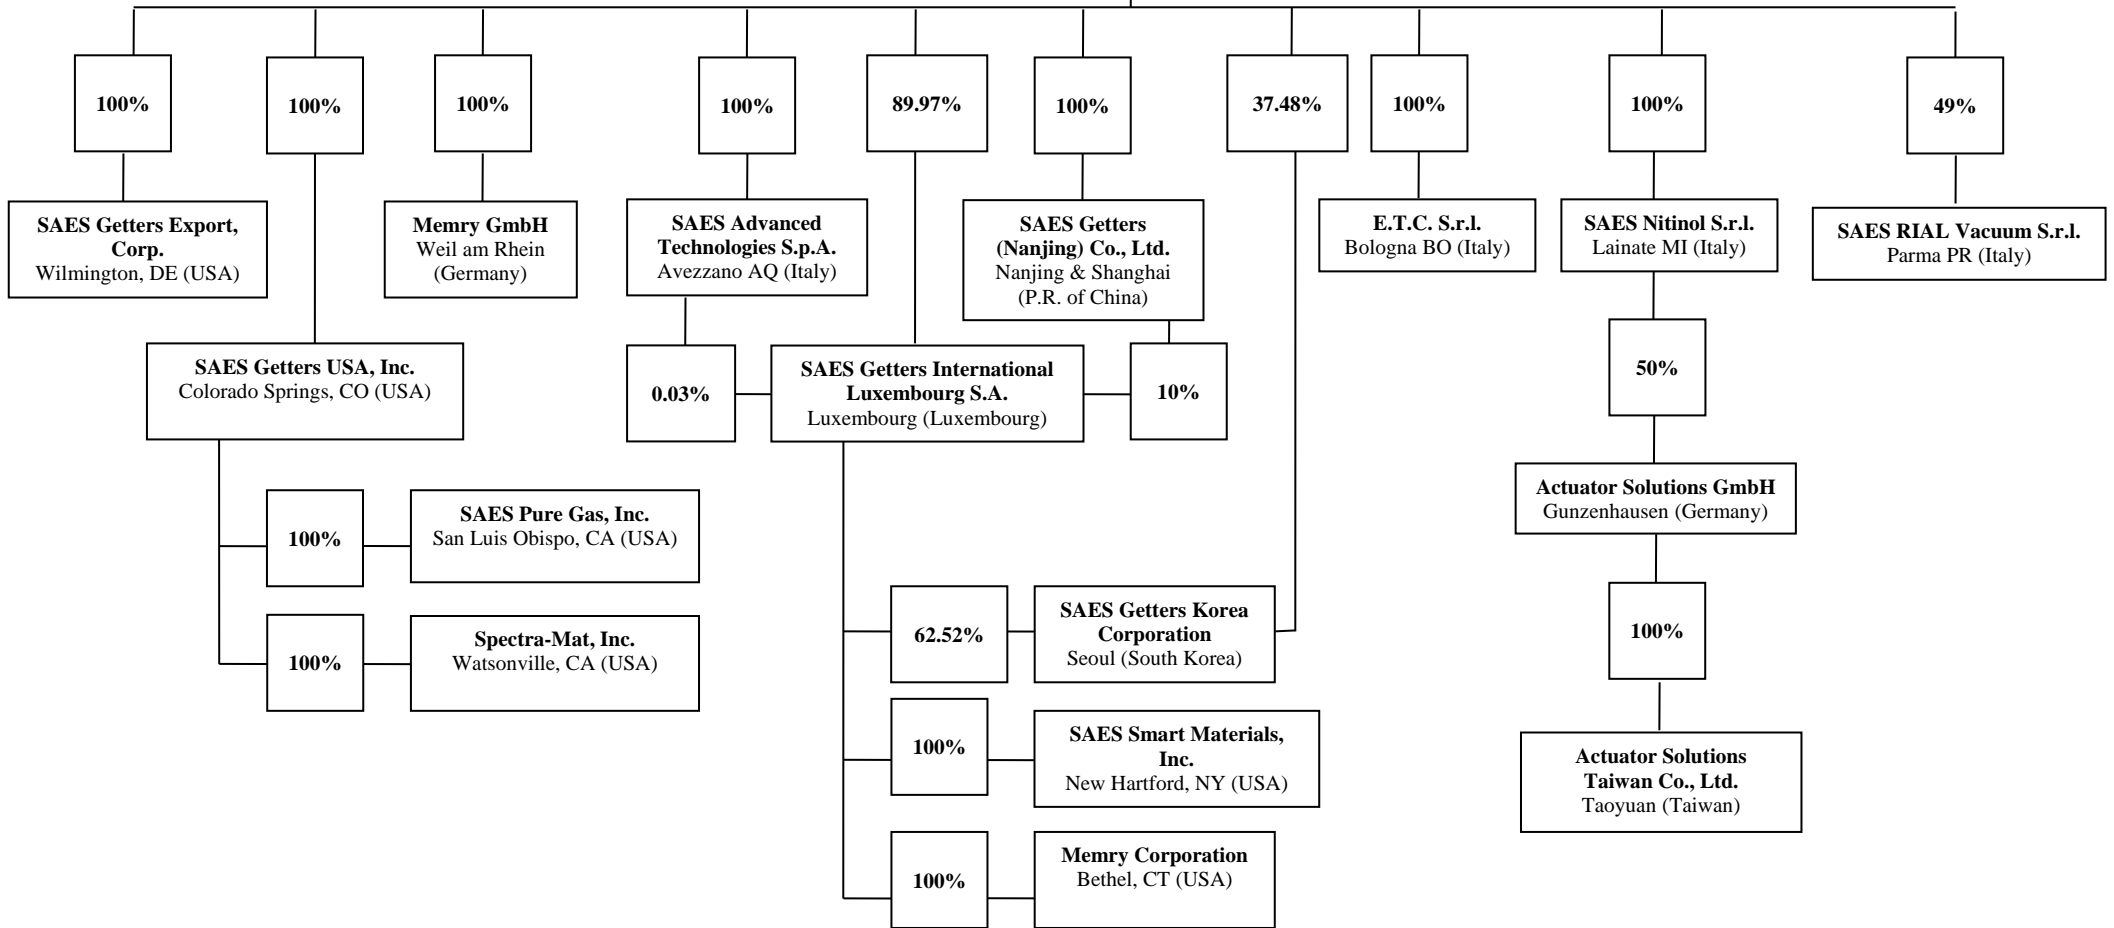 100%
100%
100%
100%
89.97%
100%
37.48%
100%
100%
49%
SAES Getters Export,
Corp.
Wilmington, DE (USA)
Memry GmbH
Weil am Rhein
(Germany)
SAES Advanced
Technologies S.p.A.
Avezzano AQ (Italy)
SAES Getters
(Nanjing) Co., Ltd.
Nanjing & Shanghai
(P.R. of China)
E.T.C. S.r.l.
Bologna BO (Italy)
SAES Nitinol S.r.l.
Lainate MI (Italy)
SAES RIAL Vacuum S.r.l.
Parma PR (Italy)
SAES Getters USA, Inc.
Colorado Springs, CO (USA)
0.03%
SAES Getters International
Luxembourg S.A.
Luxembourg (Luxembourg)
10%
50%
100%
SAES Pure Gas, Inc.
San Luis Obispo, CA (USA)
Actuator Solutions GmbH
Gunzenhausen (Germany)
100%
Spectra-Mat, Inc.
Watsonville, CA (USA)
62.52%
SAES Getters Korea
Corporation
Seoul (South Korea)
100%
100%
SAES Smart Materials,
Inc.
New Hartford, NY (USA)
Actuator Solutions
Taiwan Co., Ltd.
Taoyuan (Taiwan)
100%
Memry Corporation
Bethel, CT (USA)